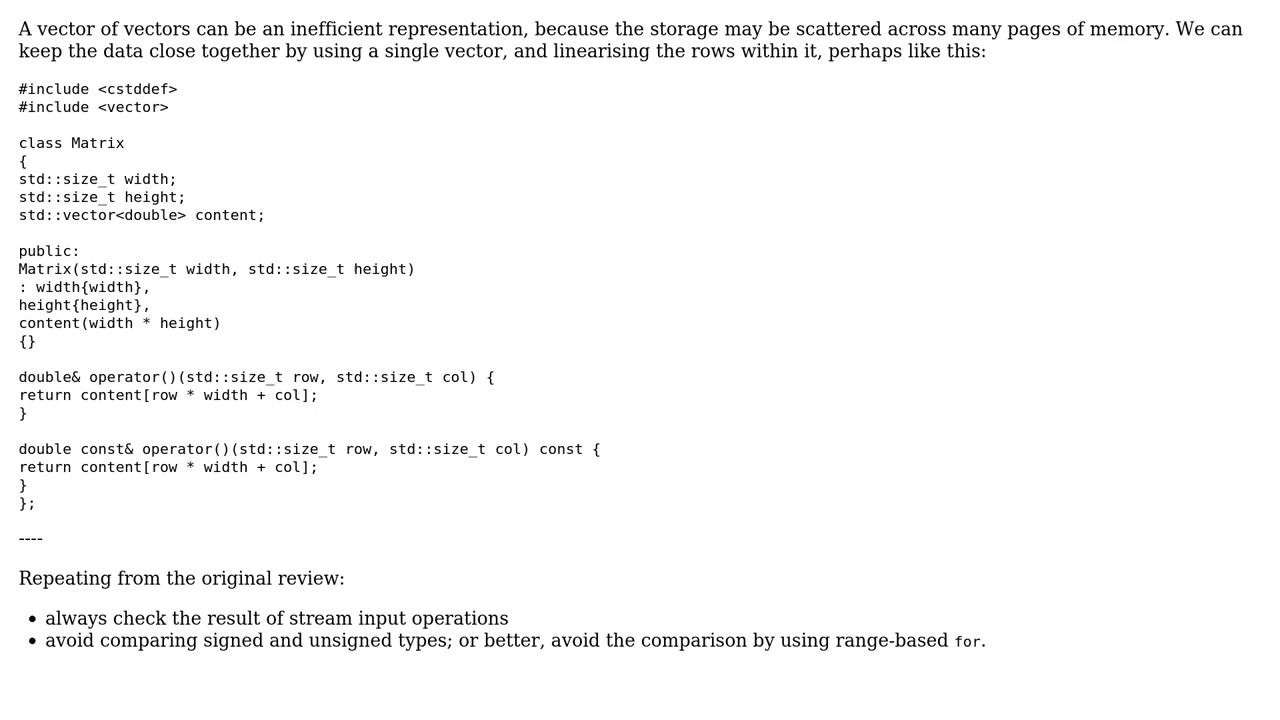 A vector of vectors can be an inefficient representation, because the storage may be scattered across many pages of memory. We can
keep the data close together by using a single vector, and linearising the rows within it, perhaps like this:
#include <cstddef>
#include <vector>
class Matrix
{
std::size_t width;
std::size_t height;
std::vector<double> content;
public:
Matrix(std::size_t width, std::size_t height)
: width{width},
height{height},
content(width * height)
{}
double& operator()(std::size_t row, std::size_t col) {
return content[row * width + col];
}
double const& operator()(std::size_t row, std::size_t col) const {
return content[row * width + col];
}
};
----
Repeating from the original review:
• always check the result of stream input operations
• avoid comparing signed and unsigned types; or better, avoid the comparison by using range-based for.